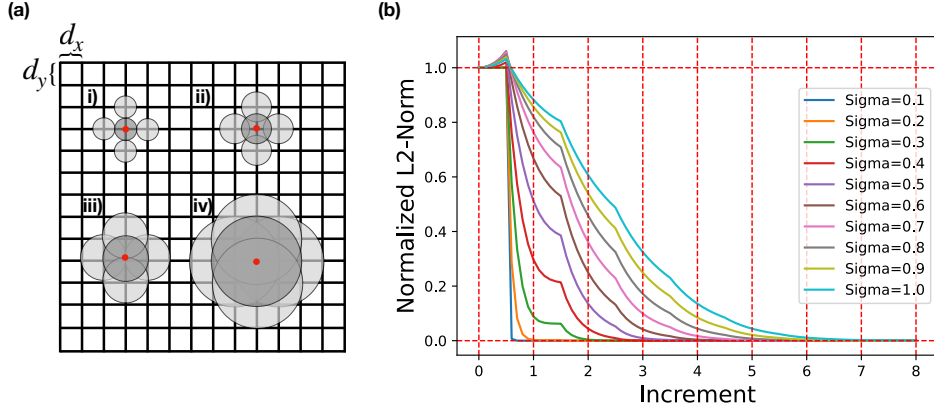 (a)
d_x
d_y{
i)
ii)
iii)
iv)
(b)
Normalized L2-Norm
1.0
0.8
0.6
0.4
0.2
0.0
0 1 2 3 4 5 6 7 8
Increment
Sigma=0.1
Sigma=0.2
Sigma=0.3
Sigma=0.4
Sigma=0.5
Sigma=0.6
Sigma=0.7
Sigma=0.8
Sigma=0.9
Sigma=1.0